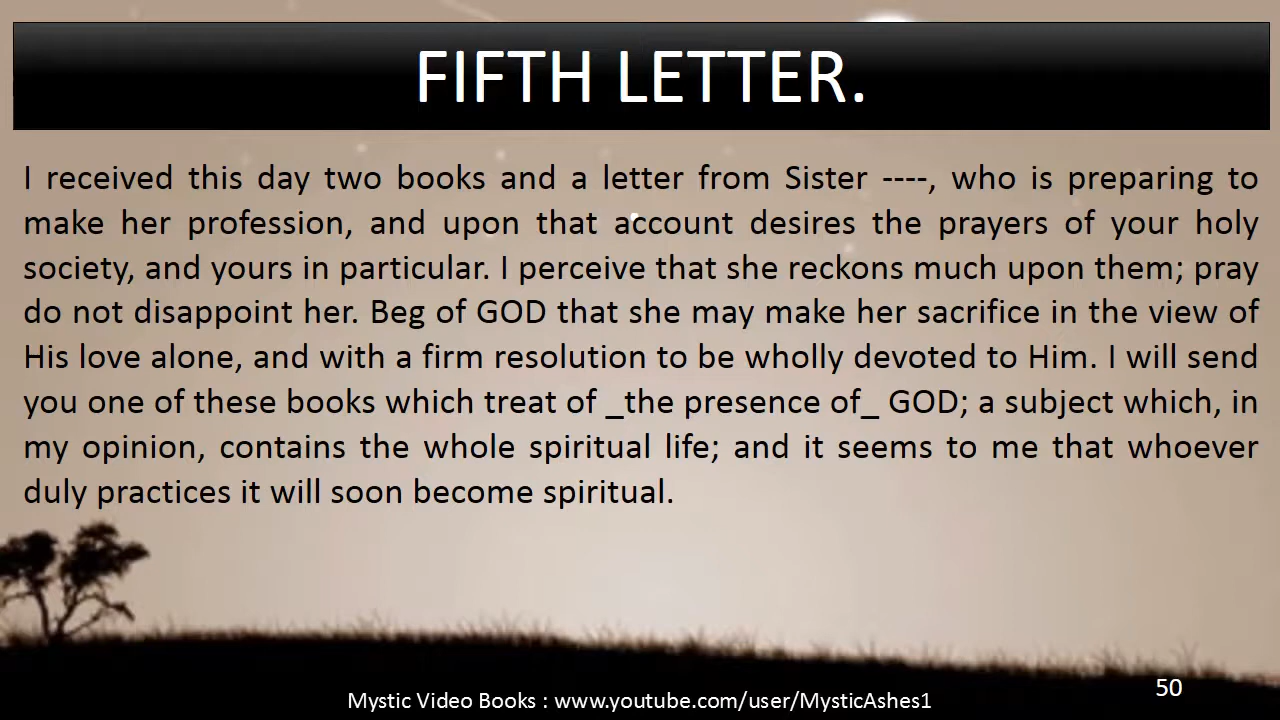 FIFTH LETTER.
I received this day two books and a letter from Sister ----, who is preparing to
make her profession, and upon that account desires the prayers of your holy
society, and yours in particular. I perceive that she reckons much upon them; pray
do not disappoint her. Beg of GOD that she may make her sacrifice in the view of
His love alone, and with a firm resolution to be wholly devoted to Him. I will send
you one of these books which treat of _the presence of_ GOD; a subject which, in
my opinion, contains the whole spiritual life; and it seems to me that whoever
duly practices it will soon become spiritual.
50
Mystic Video Books : www.youtube.com/user/MysticAshes1